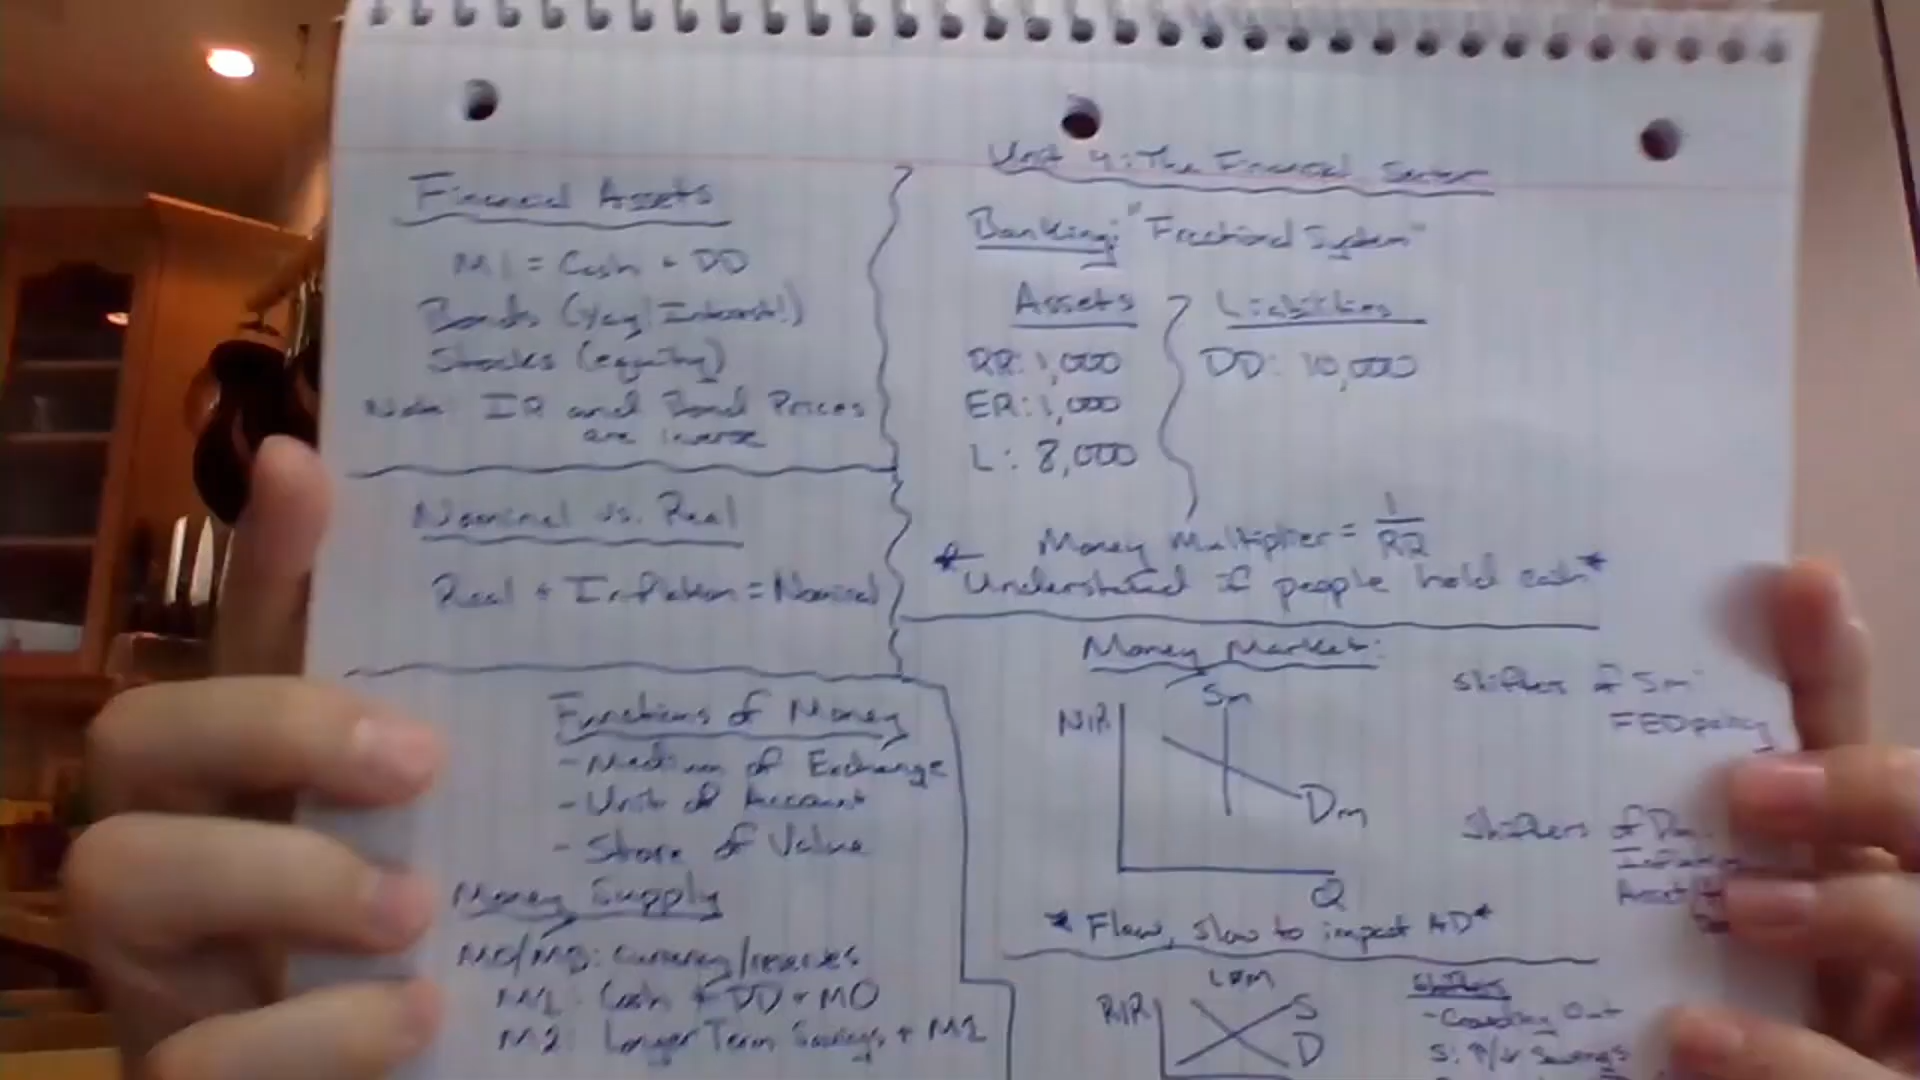 Unit 4: The Financial Sector
Financial Assets
M1 = Cash + DD
Bonds (Yay! Interest!)
Stocks (equity)
Note: IR and Bond Prices
are inverse
Nominal vs. Real
Real + Inflation = Nominal
Functions of Money
- Medium of Exchange
- Unit of Account
- Store of Value
Money Supply
M0/MB: currency/reserves
M1: Cash + DD + M0
M2: Longer Term Savings + M1
Banking: "Fractional System"
Assets
Liabilities
RR: 1,000
DD: 10,000
ER: 1,000
L: 8,000
Money Multiplier = 1/RR
*Understated if people hold cash*
Money Market:
NIR
Sm
Dm
Q
Shifters of Sm:
FED policy
Shifters of Dm:
*Flaw, slow to impact AD*
LFM
RIR
S
D
Shifters
- Crowding Out
S: ↑/↓ Savings